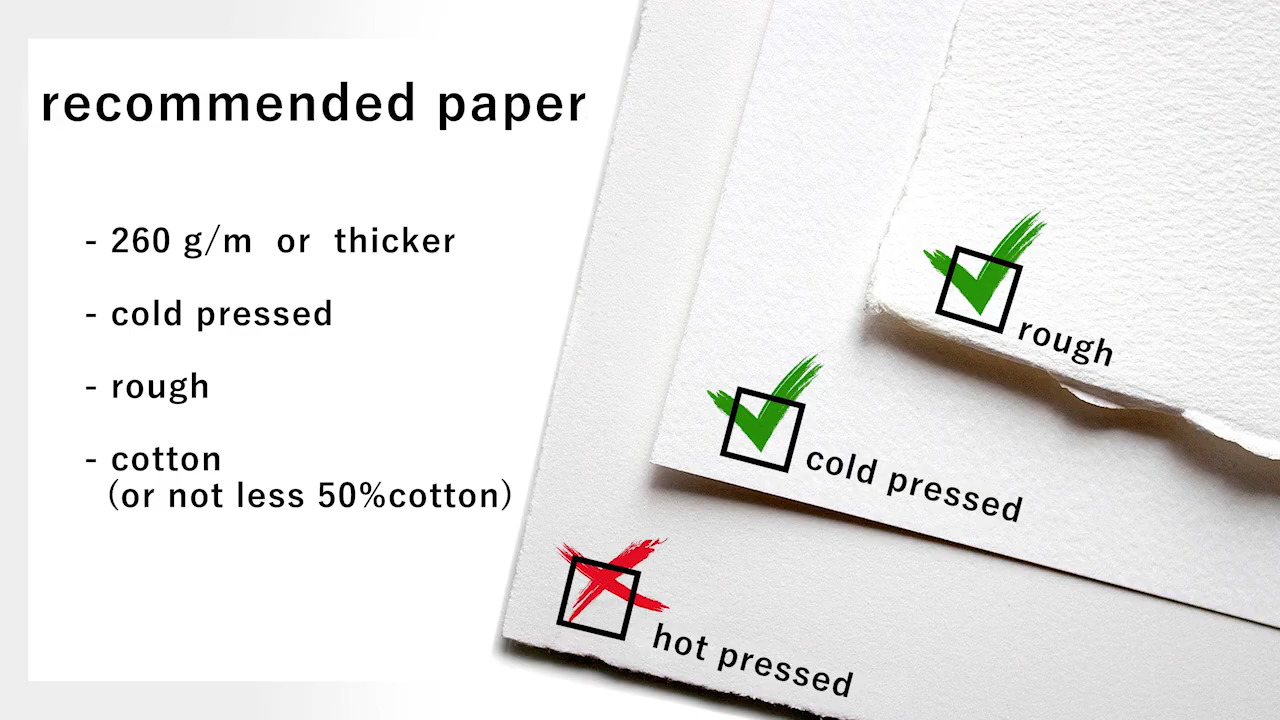 recommended paper
- 260 g/m or thicker
- cold pressed
- rough
- cotton
(or not less 50%cotton)
rough
cold pressed
hot pressed